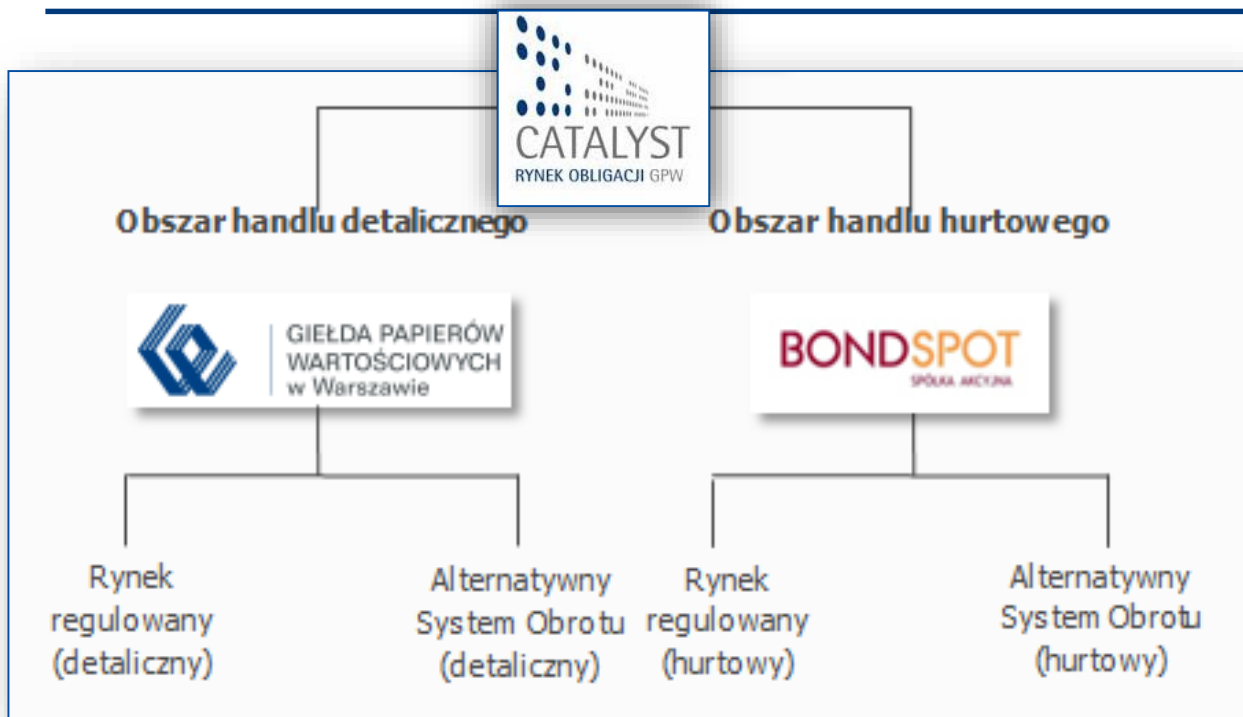 CATALYST
RYNEK OBLIGACJI GPW
Obszar handlu detalicznego
Obszar handlu hurtowego
GIEŁDA PAPIERÓW
WARTOŚCIOWYCH
w Warszawie
BONDSPOT
SPÓŁKA AKCYJNA
Rynek
regulowany
(detaliczny)
Alternatywny
System Obrotu
(detaliczny)
Rynek
regulowany
(hurtowy)
Alternatywny
System Obrotu
(hurtowy)